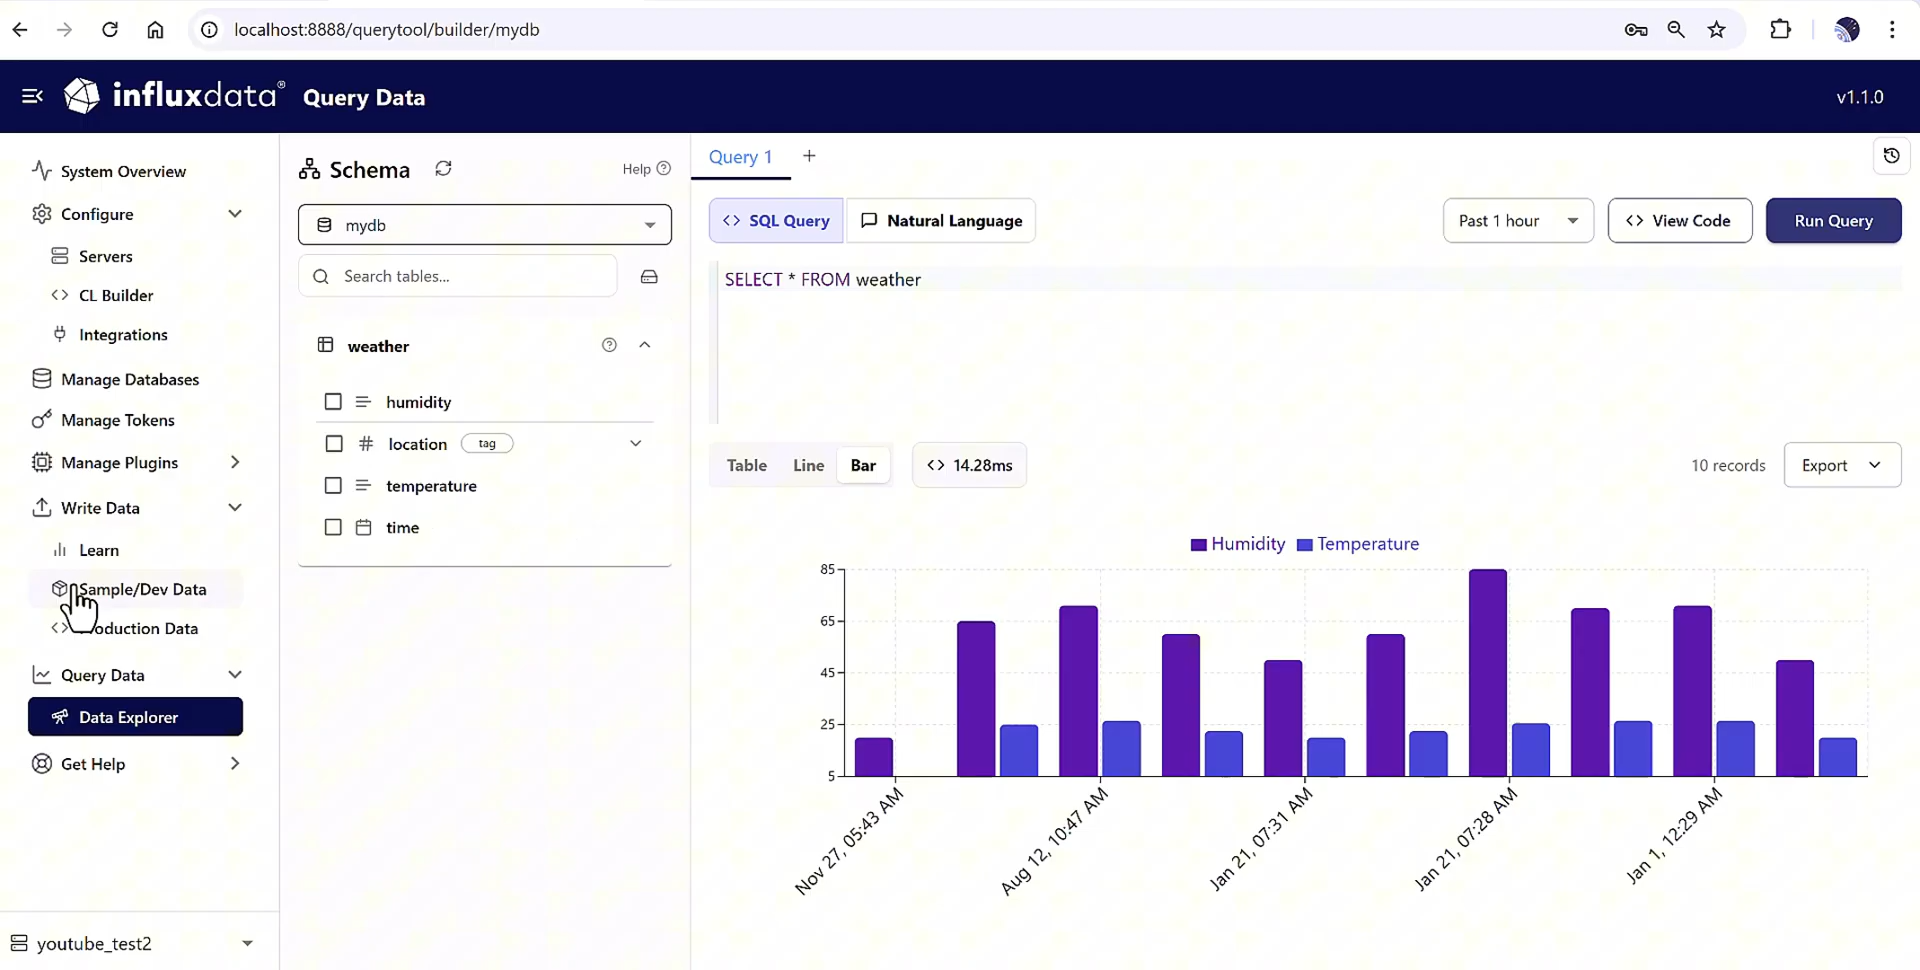 localhost:8888/querytool/builder/mydb
influxdata® Query Data
v1.1.0
System Overview
Configure
Servers
CL Builder
Integrations
Manage Databases
Manage Tokens
Manage Plugins
Write Data
Learn
Sample/Dev Data
oduction Data
Query Data
Data Explorer
Get Help
youtube_test2
Schema
Help
mydb
Search tables...
weather
humidity
location tag
temperature
time
Query 1
SQL Query
Natural Language
Past 1 hour
View Code
Run Query
SELECT * FROM weather
Table Line Bar
14.28ms
10 records
Export
Humidity Temperature
85
65
45
25
5
Nov 27, 05:43 AM
Aug 12, 10:47 AM
Jan 21, 07:31 AM
Jan 21, 07:28 AM
Jan 1, 12:29 AM